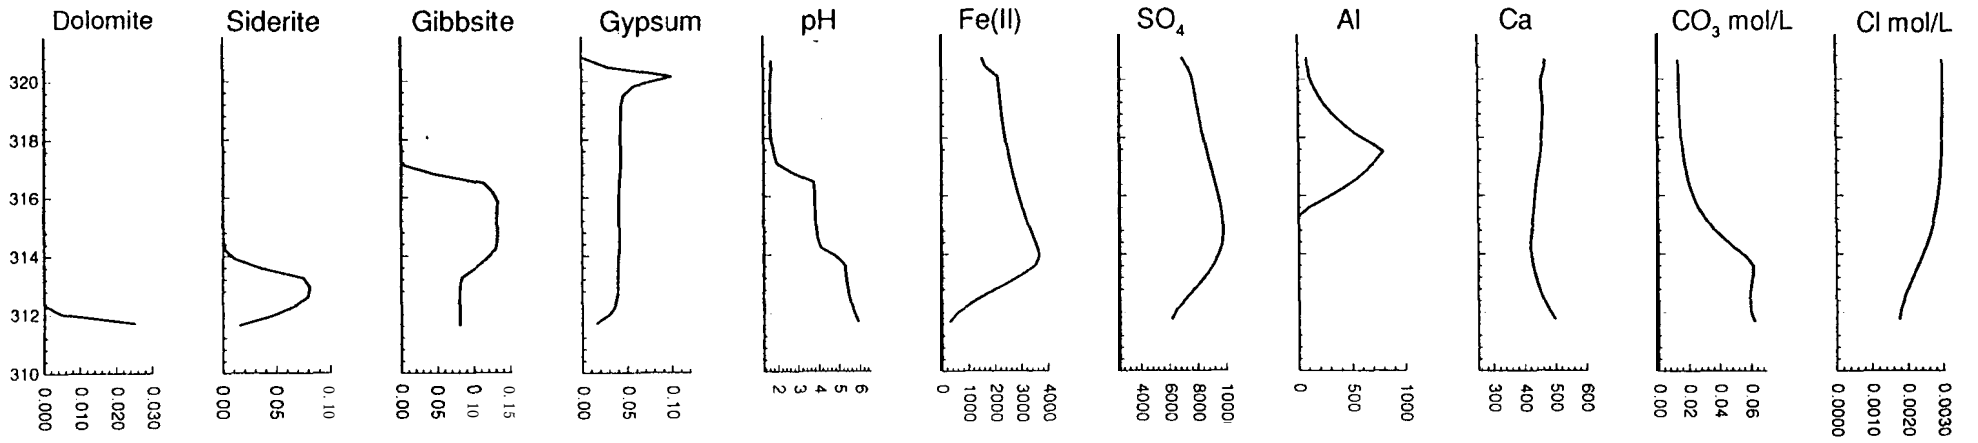 Dolomite Siderite Gibbsite Gypsum pH Fe(II) SO₄ Al Ca CO₃ mol/L Cl mol/L
320
318
316
314
312
310
0.000 0.010 0.020 0.030
0.00 0.05 0.10
0.00 0.05 0.10 0.15
0.00 0.05 0.10
2 3 4 5 6
0 1000 2000 3000 4000
4000 6000 8000 1000
0 500 1000
300 400 500 600
0.00 0.02 0.04 0.06
0.0000 0.0010 0.0020 0.0030